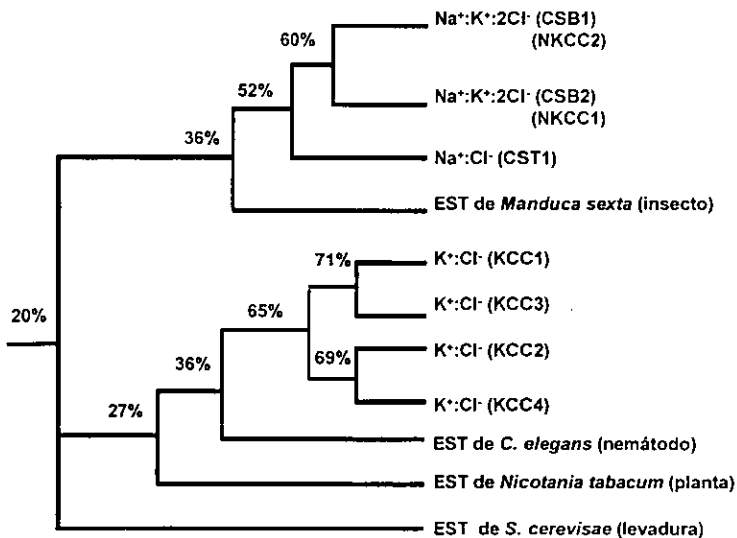 Na⁺:K⁺:2Cl⁻ (CSB1)
(NKCC2)
60%
Na⁺:K⁺:2Cl⁻ (CSB2)
(NKCC1)
52%
36%
Na⁺:Cl⁻ (CST1)
EST de Manduca sexta (insecto)
K⁺:Cl⁻ (KCC1)
71%
K⁺:Cl⁻ (KCC3)
20%
65%
K⁺:Cl⁻ (KCC2)
69%
36%
K⁺:Cl⁻ (KCC4)
27%
EST de C. elegans (nemátodo)
EST de Nicotania tabacum (planta)
EST de S. cerevisae (levadura)